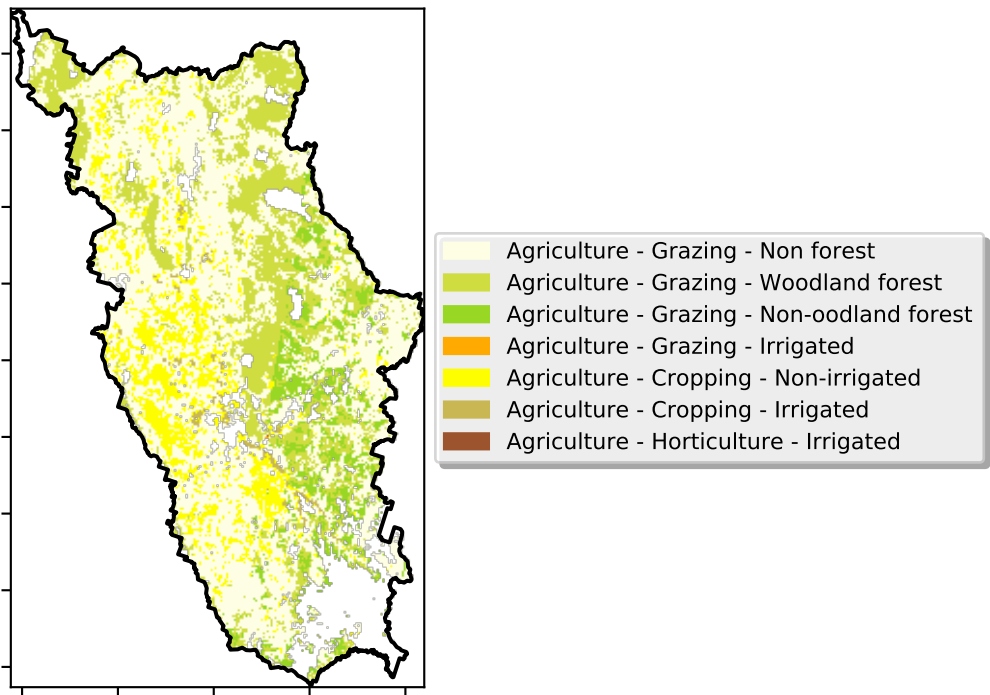 Agriculture - Grazing - Non forest
Agriculture - Grazing - Woodland forest
Agriculture - Grazing - Non-oodland forest
Agriculture - Grazing - Irrigated
Agriculture - Cropping - Non-irrigated
Agriculture - Cropping - Irrigated
Agriculture - Horticulture - Irrigated